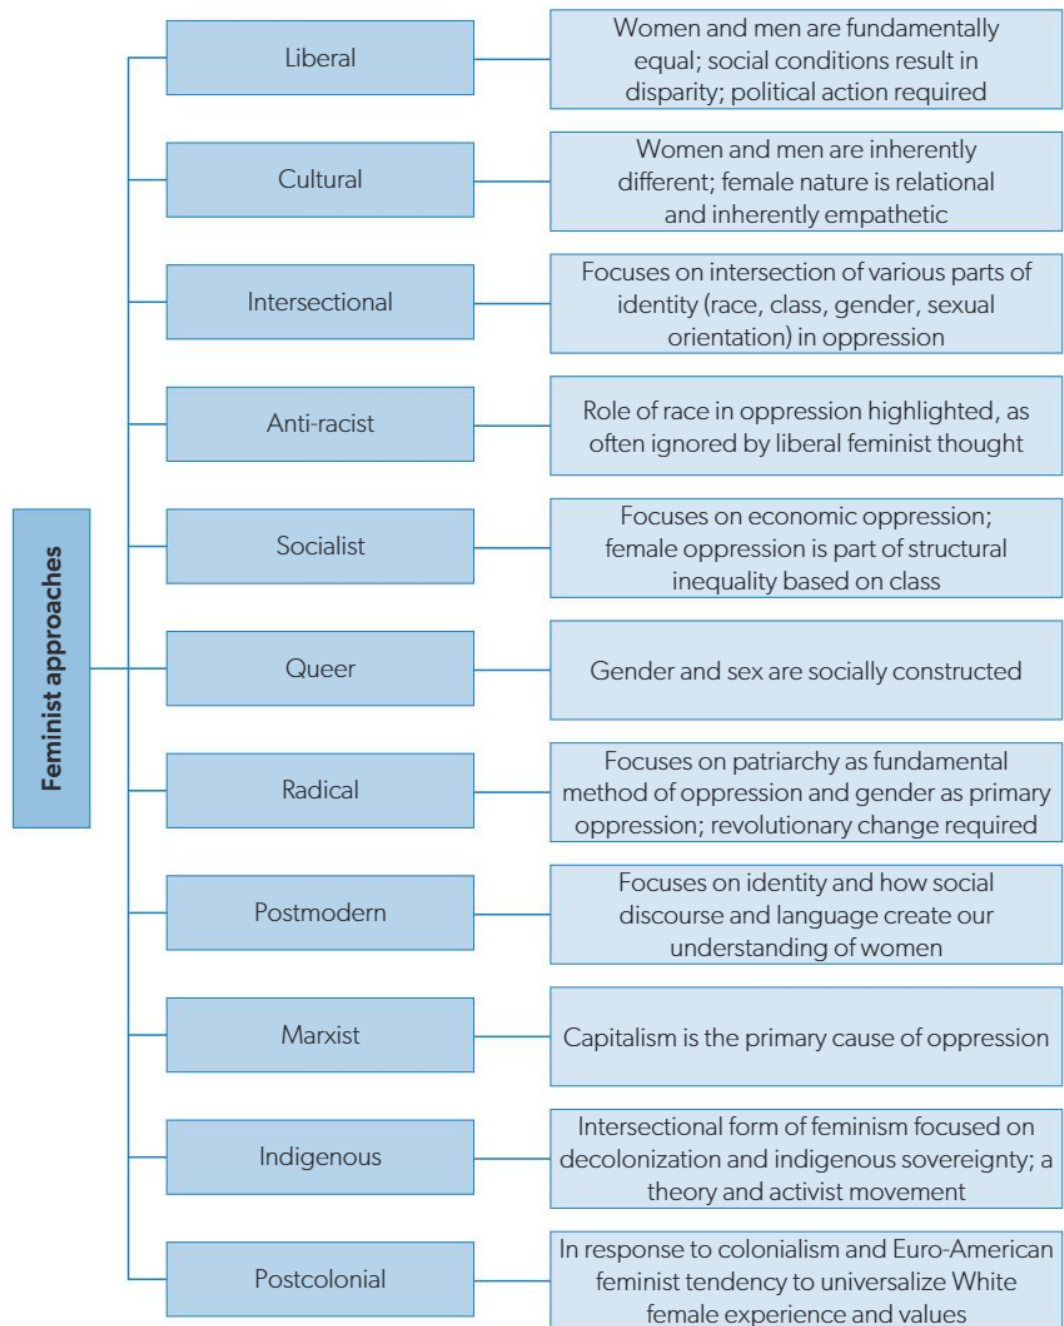 Feminist approaches
Liberal
Women and men are fundamentally
equal; social conditions result in
disparity; political action required
Cultural
Women and men are inherently
different; female nature is relational
and inherently empathetic
Intersectional
Focuses on intersection of various parts of
identity (race, class, gender, sexual
orientation) in oppression
Anti-racist
Role of race in oppression highlighted, as
often ignored by liberal feminist thought
Socialist
Focuses on economic oppression;
female oppression is part of structural
inequality based on class
Queer
Gender and sex are socially constructed
Radical
Focuses on patriarchy as fundamental
method of oppression and gender as primary
oppression; revolutionary change required
Postmodern
Focuses on identity and how social
discourse and language create our
understanding of women
Marxist
Capitalism is the primary cause of oppression
Indigenous
Intersectional form of feminism focused on
decolonization and indigenous sovereignty; a
theory and activist movement
Postcolonial
In response to colonialism and Euro-American
feminist tendency to universalize White
female experience and values